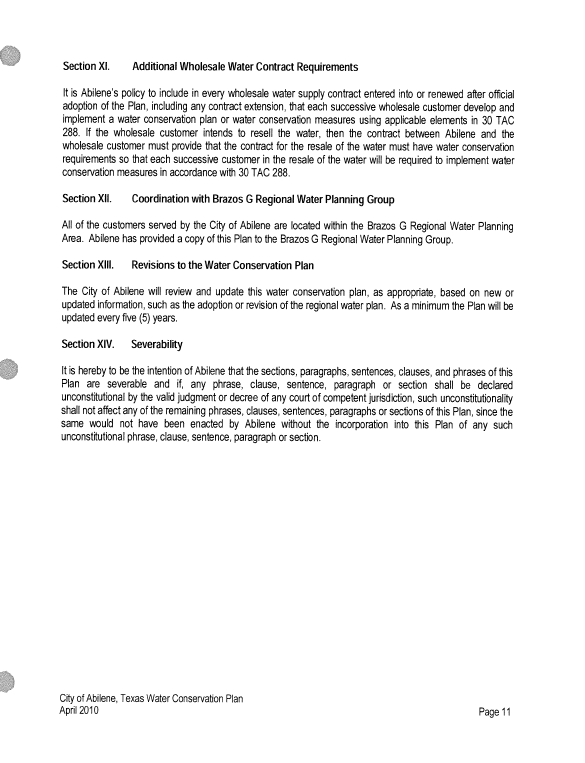 Section XI. Additional Wholesale Water Contract Requirements
It is Abilene's policy to include in every wholesale water supply contract entered into or renewed after official
adoption of the Plan, including any contract extension, that each successive wholesale customer develop and
implement a water conservation plan or water conservation measures using applicable elements in 30 TAC
288. If the wholesale customer intends to resell the water, then the contract between Abilene and the
wholesale customer must provide that the contract for the resale of the water must have water conservation
requirements so that each successive customer in the resale of the water will be required to implement water
conservation measures in accordance with 30 TAC 288.
Section XII. Coordination with Brazos G Regional Water Planning Group
All of the customers served by the City of Abilene are located within the Brazos G Regional Water Planning
Area. Abilene has provided a copy of this Plan to the Brazos G Regional Water Planning Group.
Section XIII. Revisions to the Water Conservation Plan
The City of Abilene will review and update this water conservation plan, as appropriate, based on new or
updated information, such as the adoption or revision of the regional water plan. As a minimum the Plan will be
updated every five (5) years.
Section XIV. Severability
It is hereby to be the intention of Abilene that the sections, paragraphs, sentences, clauses, and phrases of this
Plan are severable and if, any phrase, clause, sentence, paragraph or section shall be declared
unconstitutional by the valid judgment or decree of any court of competent jurisdiction, such unconstitutionality
shall not affect any of the remaining phrases, clauses, sentences, paragraphs or sections of this Plan, since the
same would not have been enacted by Abilene without the incorporation into this Plan of any such
unconstitutional phrase, clause, sentence, paragraph or section.
City of Abilene, Texas Water Conservation Plan
April 2010
Page 11